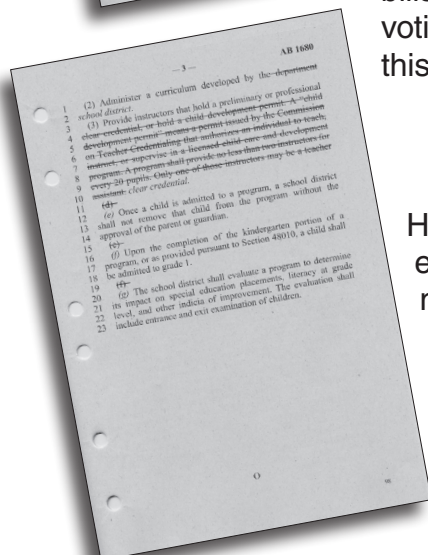 bills
voti
this
— 3 —
AB 1680
1 (2) Administer a curriculum developed by the department
2 school district.
3 (3) Provide instructors that hold a preliminary or professional
4 clear credential, or hold a child development permit. A “child
5 development permit” means a permit issued by the Commission
6 on Teacher Credentialing that authorizes an individual to teach,
7 instruct, or supervise in a licensed child care and development
8 program. A program shall provide no less than two instructors for
9 every 20 pupils. Only one of those instructors may be a teacher
10 assistant clear credential.
11 (d)
12 (e) Once a child is admitted to a program, a school district
13 shall not remove that child from the program without the
14 approval of the parent or guardian.
15 (e)
16 (f) Upon the completion of the kindergarten portion of a
17 program, or as provided pursuant to Section 48010, a child shall
18 be admitted to grade 1.
19 (f)
20 (g) The school district shall evaluate a program to determine
21 its impact on special education placements, literacy at grade
22 level, and other indicia of improvement. The evaluation shall
23 include entrance and exit examination of children.
H
e
O
98